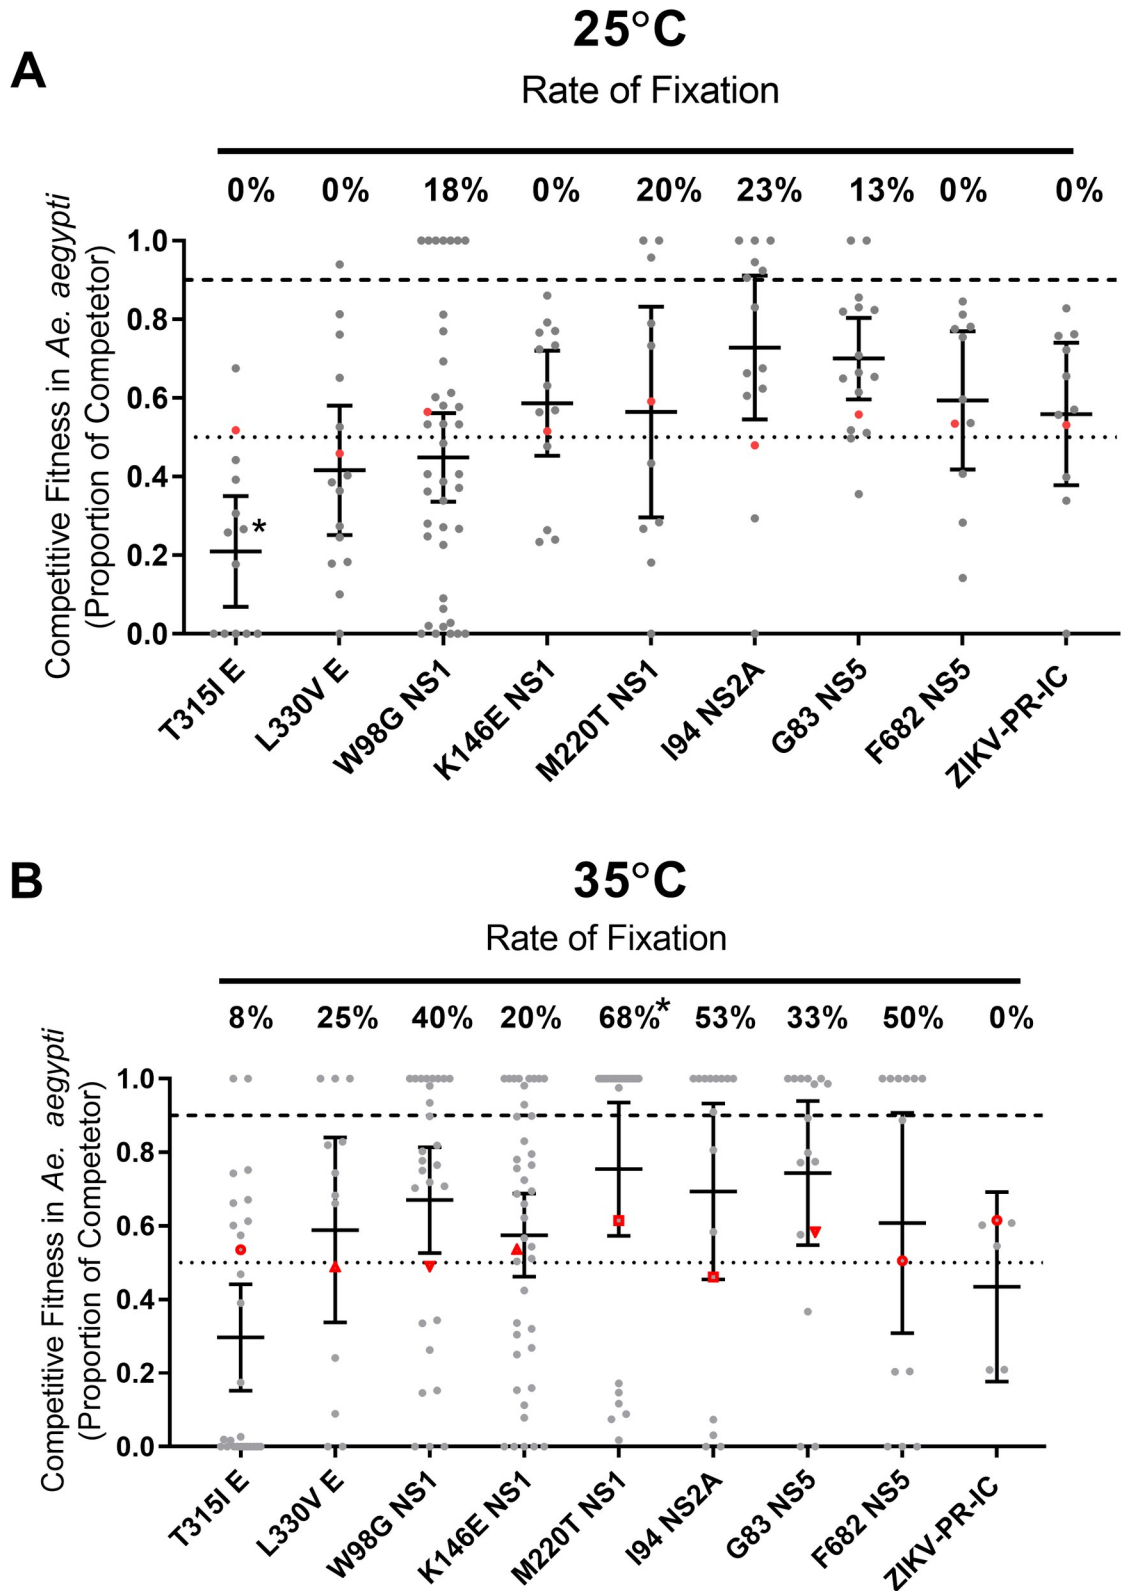 25°C
A
Rate of Fixation
0% 0% 18% 0% 20% 23% 13% 0% 0%
Competitive Fitness in Ae. aegypti
(Proportion of Competetor)
1.0
0.8
0.6
0.4
0.2
0.0
*
T315I E
L330V E
W98G NS1
K146E NS1
M220T NS1
I94 NS2A
G83 NS5
F682 NS5
ZIKV-PR-IC
35°C
B
Rate of Fixation
8% 25% 40% 20% 68%* 53% 33% 50% 0%
Competitive Fitness in Ae. aegypti
(Proportion of Competetor)
1.0
0.8
0.6
0.4
0.2
0.0
T315I E
L330V E
W98G NS1
K146E NS1
M220T NS1
I94 NS2A
G83 NS5
F682 NS5
ZIKV-PR-IC